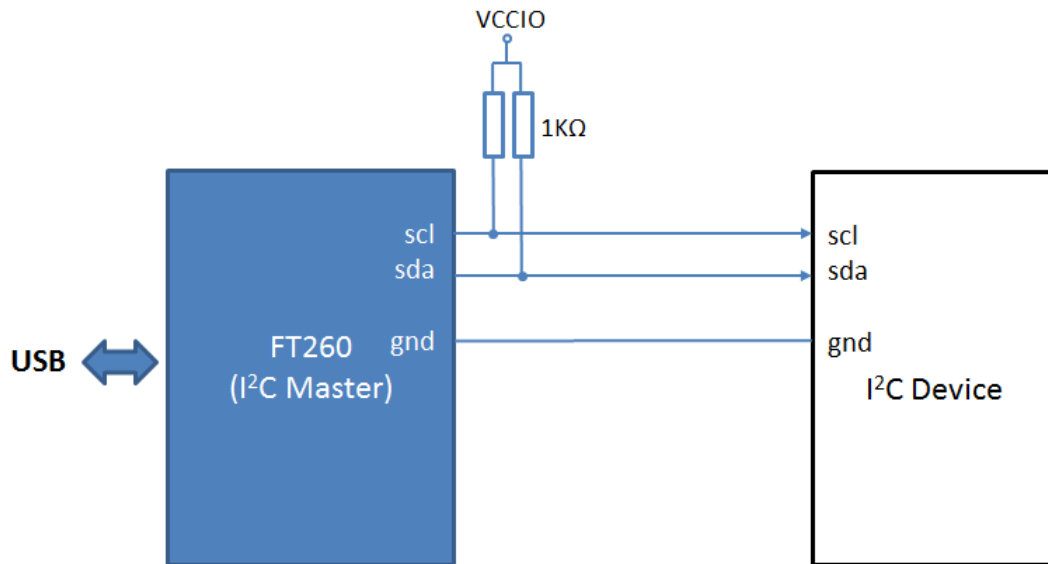 VCCIO
1KΩ
scl
scl
sda
sda
USB
FT260
(I²C Master)
gnd
gnd
I²C Device